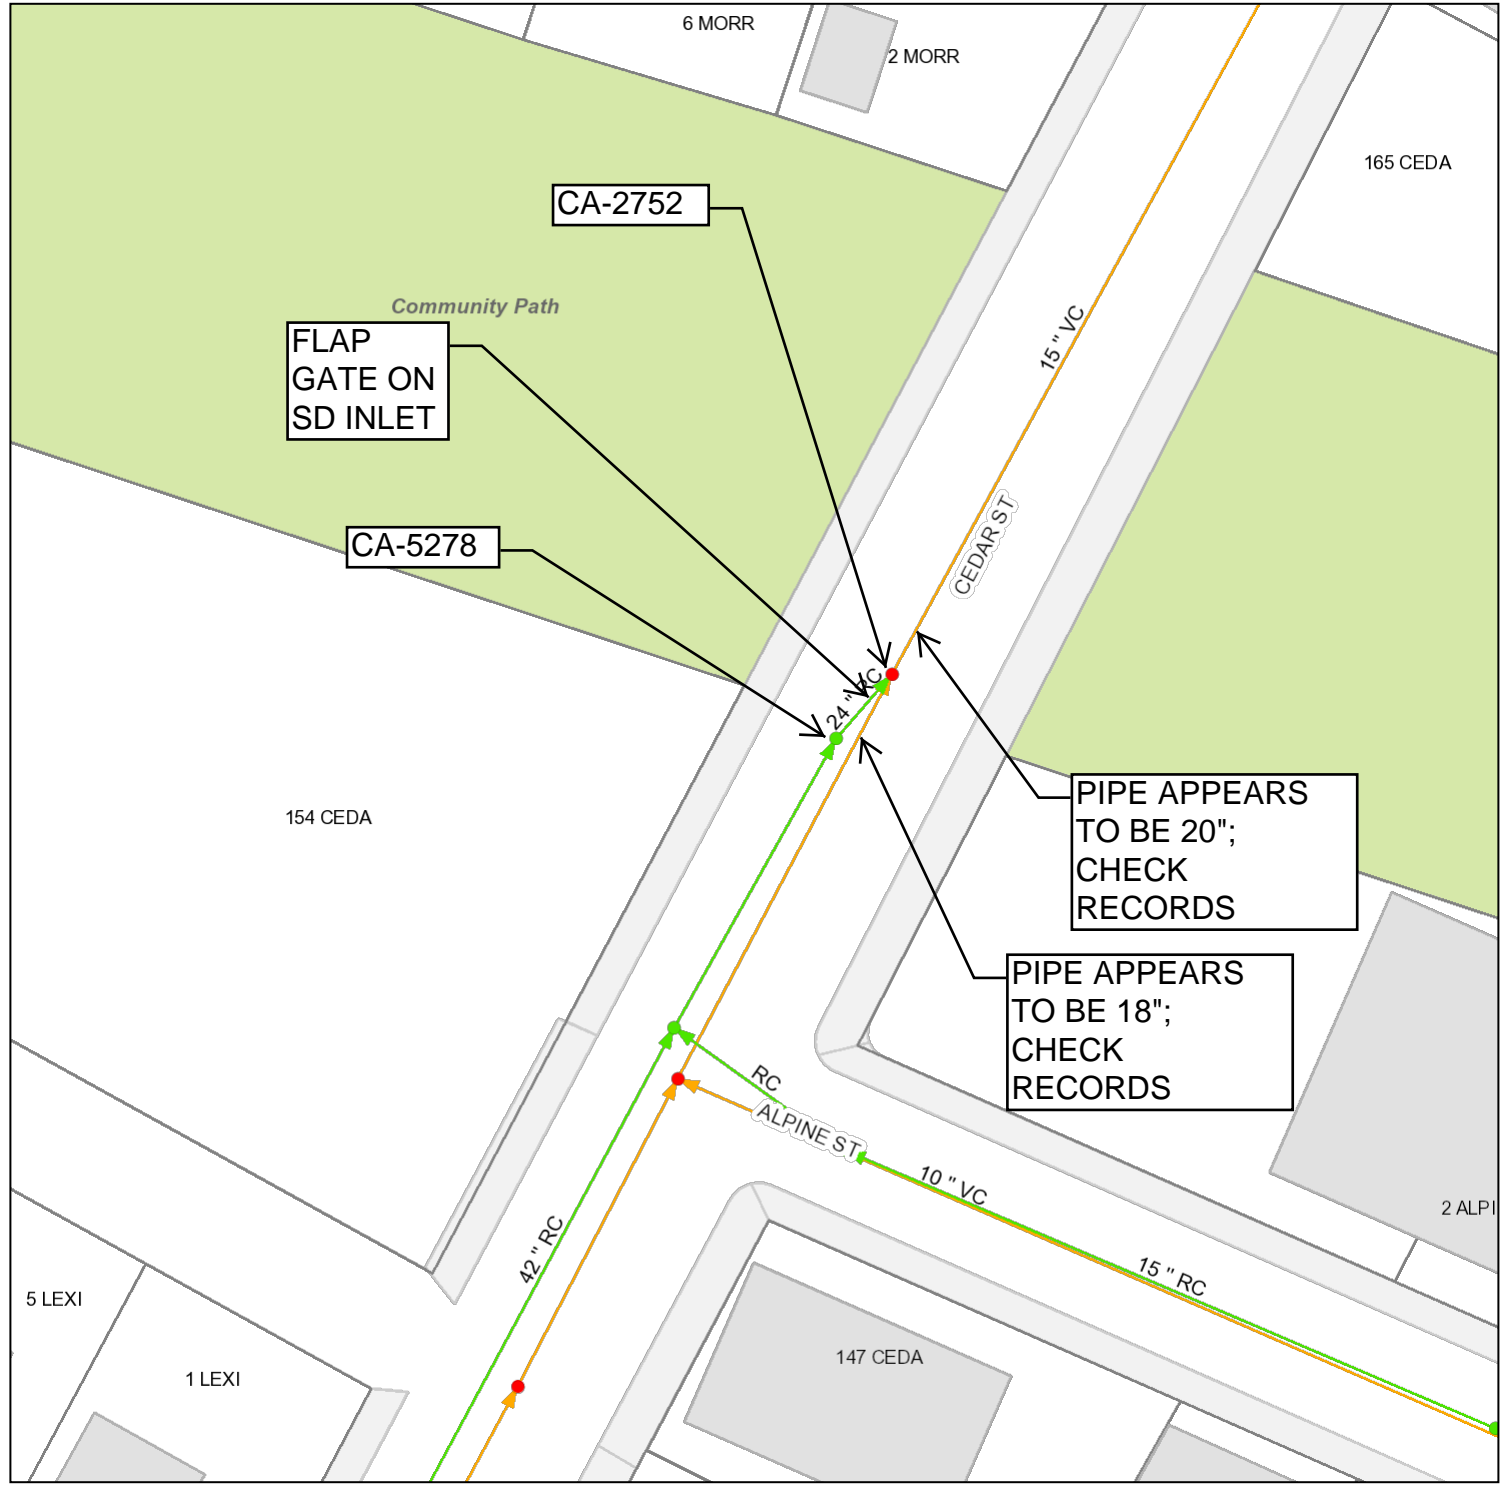 6 MORR
2 MORR
165 CEDA
CA-2752
Community Path
FLAP
GATE ON
SD INLET
15 " VC
CEDAR ST
CA-5278
24 " RC
154 CEDA
PIPE APPEARS
TO BE 20";
CHECK
RECORDS
PIPE APPEARS
TO BE 18";
CHECK
RECORDS
RC
ALPINE ST
10 " VC
2 ALPI
42 " RC
15 " RC
5 LEXI
147 CEDA
1 LEXI